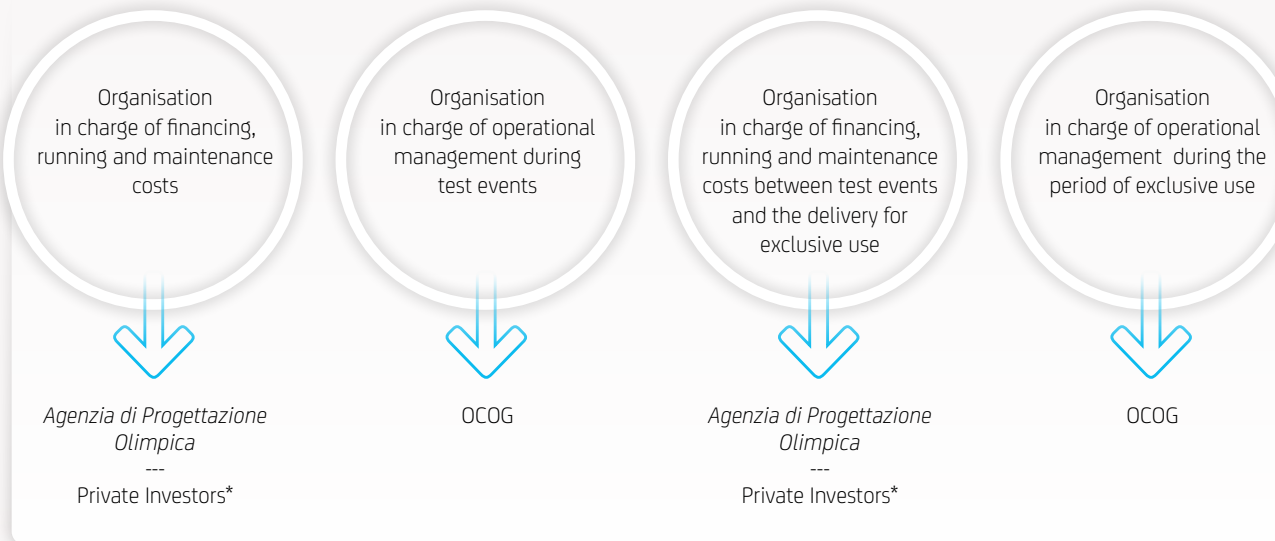 Organisation
in charge of financing,
running and maintenance
costs
Agenzia di Progettazione
Olimpica
---
Private Investors*
Organisation
in charge of operational
management during
test events
OCOG
Organisation
in charge of financing,
running and maintenance
costs between test events
and the delivery for
exclusive use
Agenzia di Progettazione
Olimpica
---
Private Investors*
Organisation
in charge of operational
management during the
period of exclusive use
OCOG